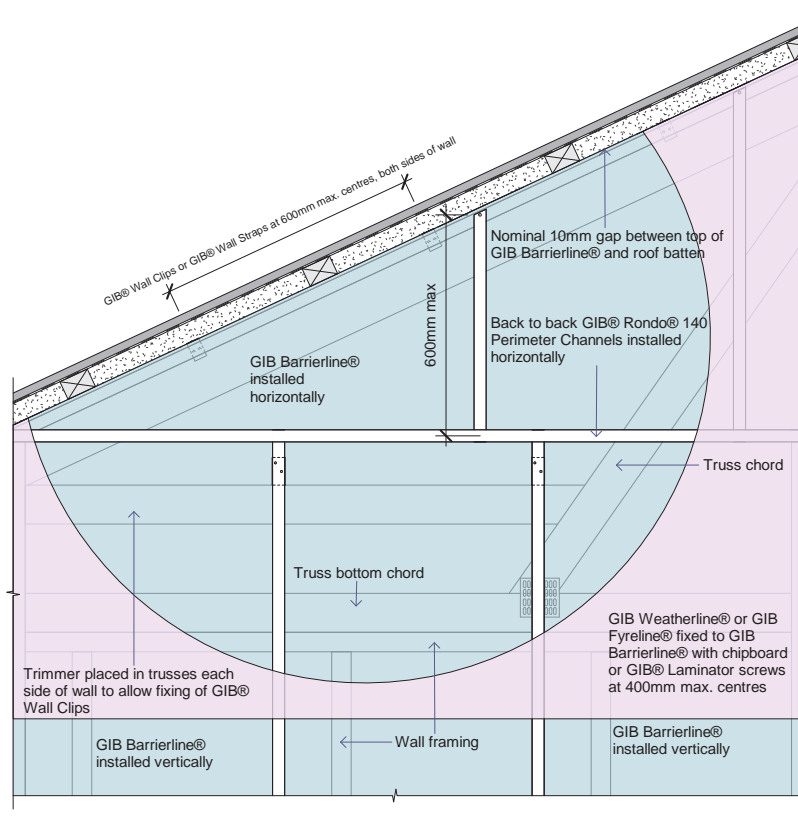 GIB® Wall Clips or GIB® Wall Straps at 600mm max. centres, both sides of wall
Nominal 10mm gap between top of
GIB Barrierline® and roof batten
600mm max
Back to back GIB® Rondo® 140
Perimeter Channels installed
horizontally
GIB Barrierline®
installed
horizontally
Truss chord
Truss bottom chord
GIB Weatherline® or GIB
Fyreline® fixed to GIB
Barrierline® with chipboard
or GIB® Laminator screws
at 400mm max. centres
Trimmer placed in trusses each
side of wall to allow fixing of GIB®
Wall Clips
GIB Barrierline®
installed vertically
Wall framing
GIB Barrierline®
installed vertically